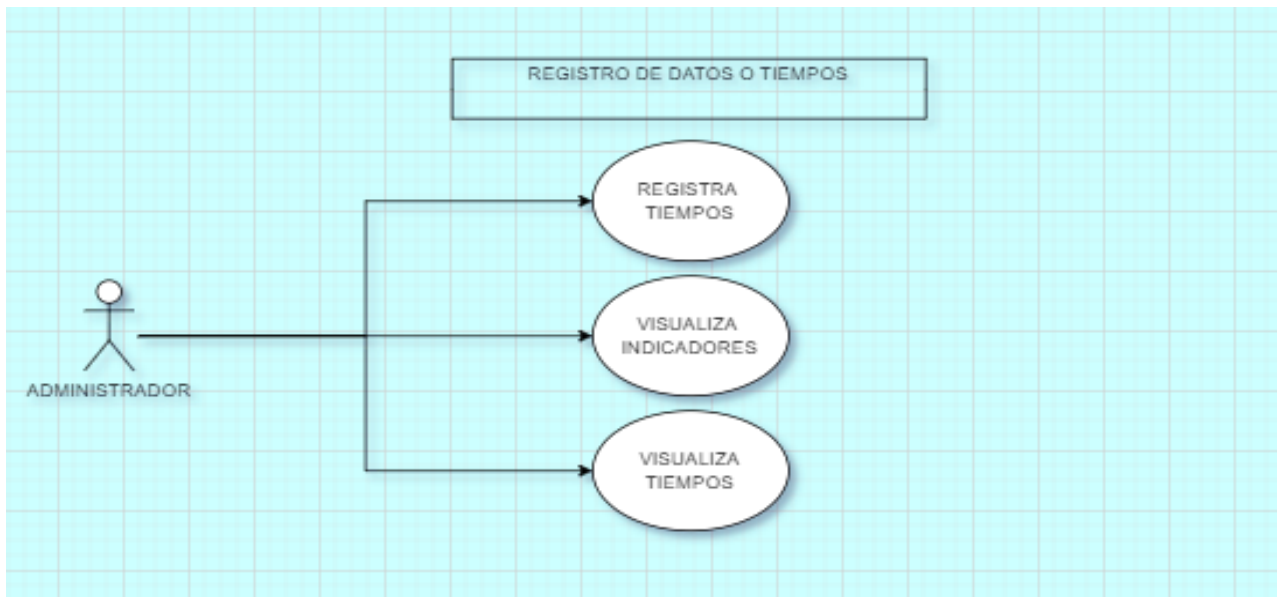 REGISTRO DE DATOS O TIEMPOS
REGISTRA
TIEMPOS
VISUALIZA
INDICADORES
ADMINISTRADOR
VISUALIZA
TIEMPOS